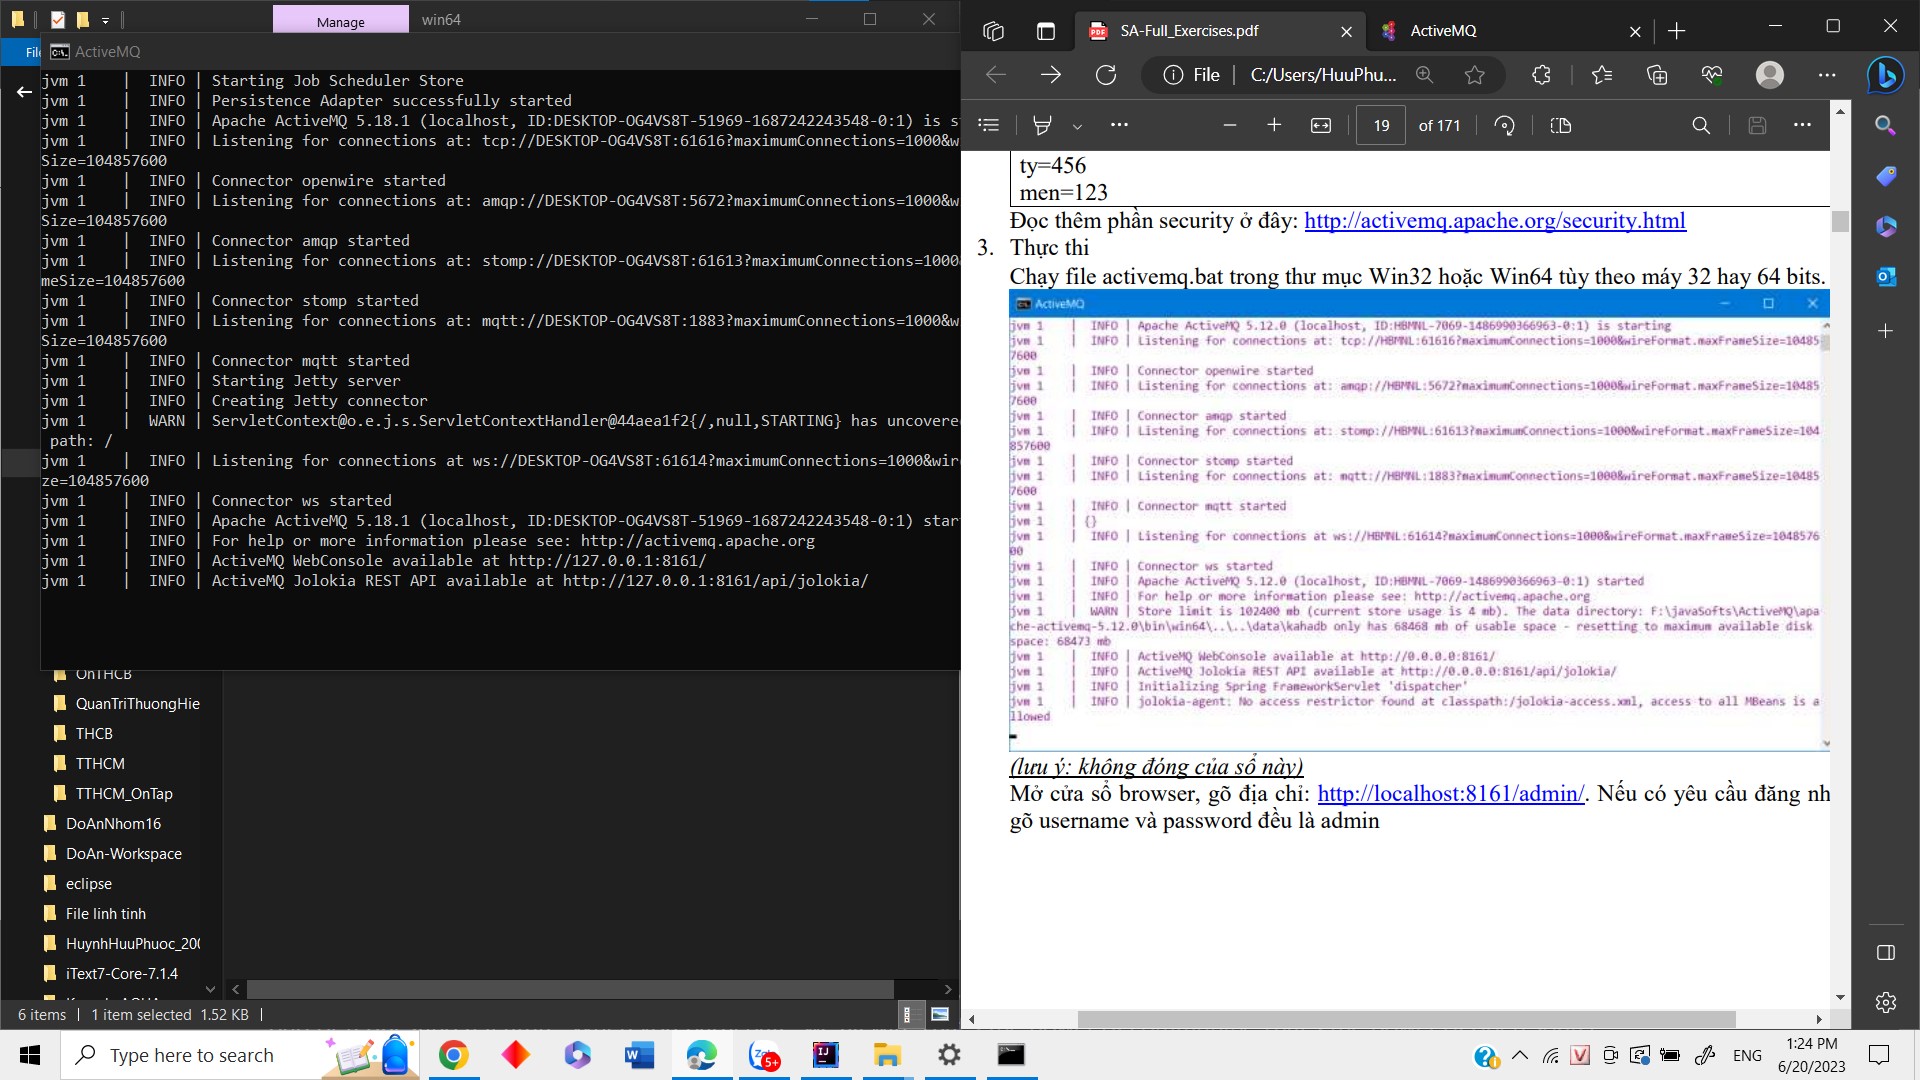 Manage
win64
File
ActiveMQ
jvm 1    |  INFO | Starting Job Scheduler Store
jvm 1    |  INFO | Persistence Adapter successfully started
jvm 1    |  INFO | Apache ActiveMQ 5.18.1 (localhost, ID:DESKTOP-OG4VS8T-51969-1687242243548-0:1) is s
jvm 1    |  INFO | Listening for connections at: tcp://DESKTOP-OG4VS8T:61616?maximumConnections=1000&w
Size=104857600
jvm 1    |  INFO | Connector openwire started
jvm 1    |  INFO | Listening for connections at: amqp://DESKTOP-OG4VS8T:5672?maximumConnections=1000&w
Size=104857600
jvm 1    |  INFO | Connector amqp started
jvm 1    |  INFO | Listening for connections at: stomp://DESKTOP-OG4VS8T:61613?maximumConnections=1000
meSize=104857600
jvm 1    |  INFO | Connector stomp started
jvm 1    |  INFO | Listening for connections at: mqtt://DESKTOP-OG4VS8T:1883?maximumConnections=1000&w
Size=104857600
jvm 1    |  INFO | Connector mqtt started
jvm 1    |  INFO | Starting Jetty server
jvm 1    |  INFO | Creating Jetty connector
jvm 1    |  WARN | ServletContext@o.e.j.s.ServletContextHandler@44aea1f2{/,null,STARTING} has uncovere
path: /
jvm 1    |  INFO | Listening for connections at ws://DESKTOP-OG4VS8T:61614?maximumConnections=1000&wir
ze=104857600
jvm 1    |  INFO | Connector ws started
jvm 1    |  INFO | Apache ActiveMQ 5.18.1 (localhost, ID:DESKTOP-OG4VS8T-51969-1687242243548-0:1) star
jvm 1    |  INFO | For help or more information please see: http://activemq.apache.org
jvm 1    |  INFO | ActiveMQ WebConsole available at http://127.0.0.1:8161/
jvm 1    |  INFO | ActiveMQ Jolokia REST API available at http://127.0.0.1:8161/api/jolokia/
OnTHCB
QuanTriThuongHie
THCB
TTHCM
TTHCM_OnTap
DoAnNhom16
DoAn-Workspace
eclipse
File linh tinh
HuynhHuuPhuoc_200
iText7-Core-7.1.4
6 items
1 item selected 1.52 KB
SA-Full_Exercises.pdf
ActiveMQ
File
C:/Users/HuuPhu...
19
of 171
ty=456
men=123
Đọc thêm phần security ở đây: http://activemq.apache.org/security.html
3. Thực thi
Chạy file activemq.bat trong thư mục Win32 hoặc Win64 tùy theo máy 32 hay 64 bits.
ActiveMQ
jvm 1    |  INFO | Apache ActiveMQ 5.12.0 (localhost, ID:HBMNL-7069-1486990366963-0:1) is starting
jvm 1    |  INFO | Listening for connections at: tcp://HBMNL:61616?maximumConnections=1000&wireFormat.maxFrameSize=10485
7600
jvm 1    |  INFO | Connector openwire started
jvm 1    |  INFO | Listening for connections at: amqp://HBMNL:5672?maximumConnections=1000&wireFormat.maxFrameSize=10485
7600
jvm 1    |  INFO | Connector amqp started
jvm 1    |  INFO | Listening for connections at: stomp://HBMNL:61613?maximumConnections=1000&wireFormat.maxFrameSize=104
857600
jvm 1    |  INFO | Connector stomp started
jvm 1    |  INFO | Listening for connections at: mqtt://HBMNL:1883?maximumConnections=1000&wireFormat.maxFrameSize=10485
7600
jvm 1    |  INFO | Connector mqtt started
jvm 1    | {}
jvm 1    |  INFO | Listening for connections at ws://HBMNL:61614?maximumConnections=1000&wireFormat.maxFrameSize=1048576
00
jvm 1    |  INFO | Connector ws started
jvm 1    |  INFO | Apache ActiveMQ 5.12.0 (localhost, ID:HBMNL-7069-1486990366963-0:1) started
jvm 1    |  INFO | For help or more information please see: http://activemq.apache.org
jvm 1    |  WARN | Store limit is 102400 mb (current store usage is 4 mb). The data directory: F:\javaSofts\ActiveMQ\apa
che-activemq-5.12.0\bin\win64\..\..\data\kahadb only has 68468 mb of usable space - resetting to maximum available disk
space: 68473 mb
jvm 1    |  INFO | ActiveMQ WebConsole available at http://0.0.0.0:8161/
jvm 1    |  INFO | ActiveMQ Jolokia REST API available at http://0.0.0.0:8161/api/jolokia/
jvm 1    |  INFO | Initializing Spring FrameworkServlet 'dispatcher'
jvm 1    |  INFO | jolokia-agent: No access restrictor found at classpath:/jolokia-access.xml, access to all MBeans is a
llowed
(lưu ý: không đóng của sổ này)
Mở cửa sổ browser, gõ địa chỉ: http://localhost:8161/admin/. Nếu có yêu cầu đăng nh
gõ username và password đều là admin
Type here to search
5+
ENG
1:24 PM
6/20/2023